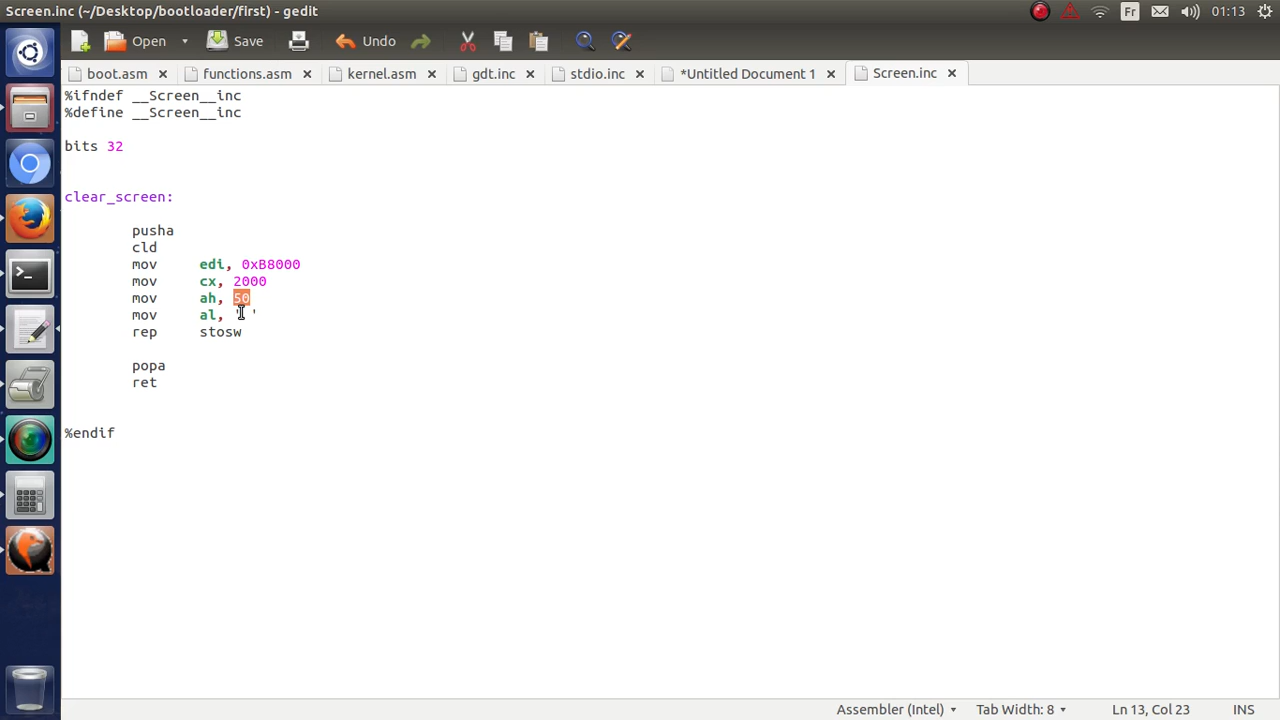 Screen.inc (~/Desktop/bootloader/first) - gedit
Fr
01:13
Open
Save
Undo
boot.asm
functions.asm
kernel.asm
gdt.inc
stdio.inc
*Untitled Document 1
Screen.inc
%ifndef __Screen__inc
%define __Screen__inc
bits 32
clear_screen:
pusha
cld
mov edi, 0xB8000
mov cx, 2000
mov ah, 50
mov al, ' '
rep stosw
popa
ret
%endif
Assembler (Intel)
Tab Width: 8
Ln 13, Col 23
INS